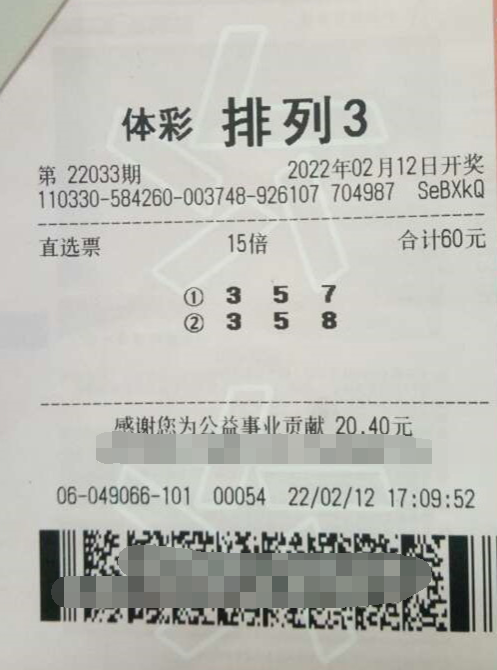 体彩 排列3
第 22033期 2022年02月12日开奖
110330-584260-003748-926107 704987 SeBXkQ
直选票 15倍 合计60元
① 3 5 7
② 3 5 8
感谢您为公益事业贡献 20.40元
06-049066-101 00054 22/02/12 17:09:52